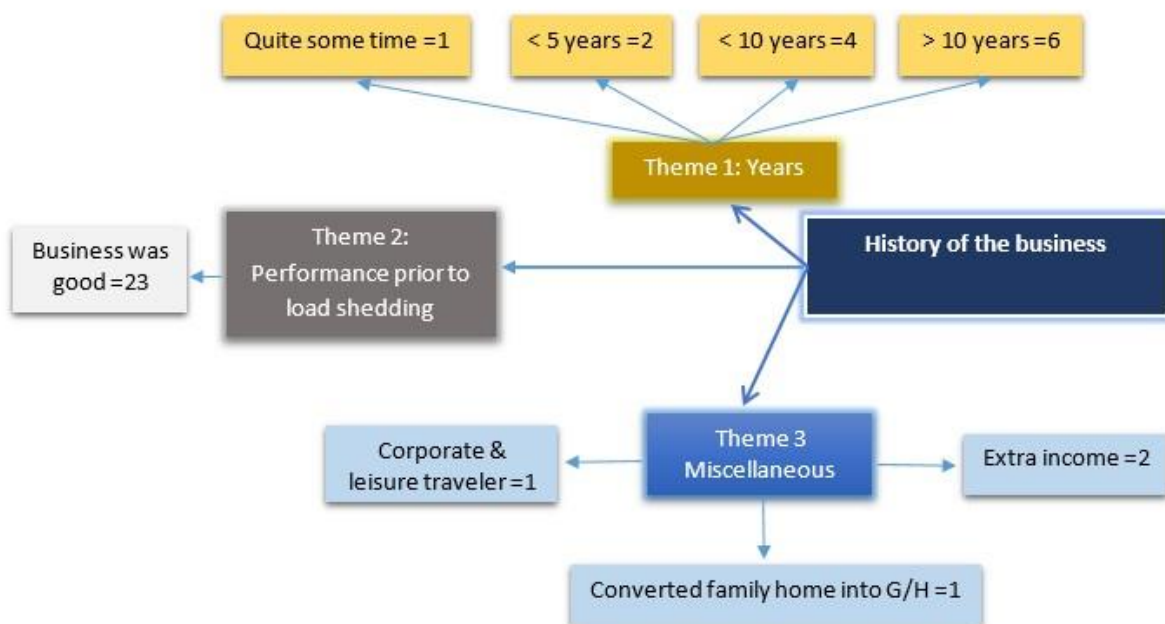 Quite some time =1
< 5 years =2
< 10 years =4
> 10 years =6
Theme 1: Years
History of the business
Theme 2:
Performance prior to
load shedding
Business was
good =23
Theme 3
Miscellaneous
Corporate &
leisure traveler =1
Extra income =2
Converted family home into G/H =1